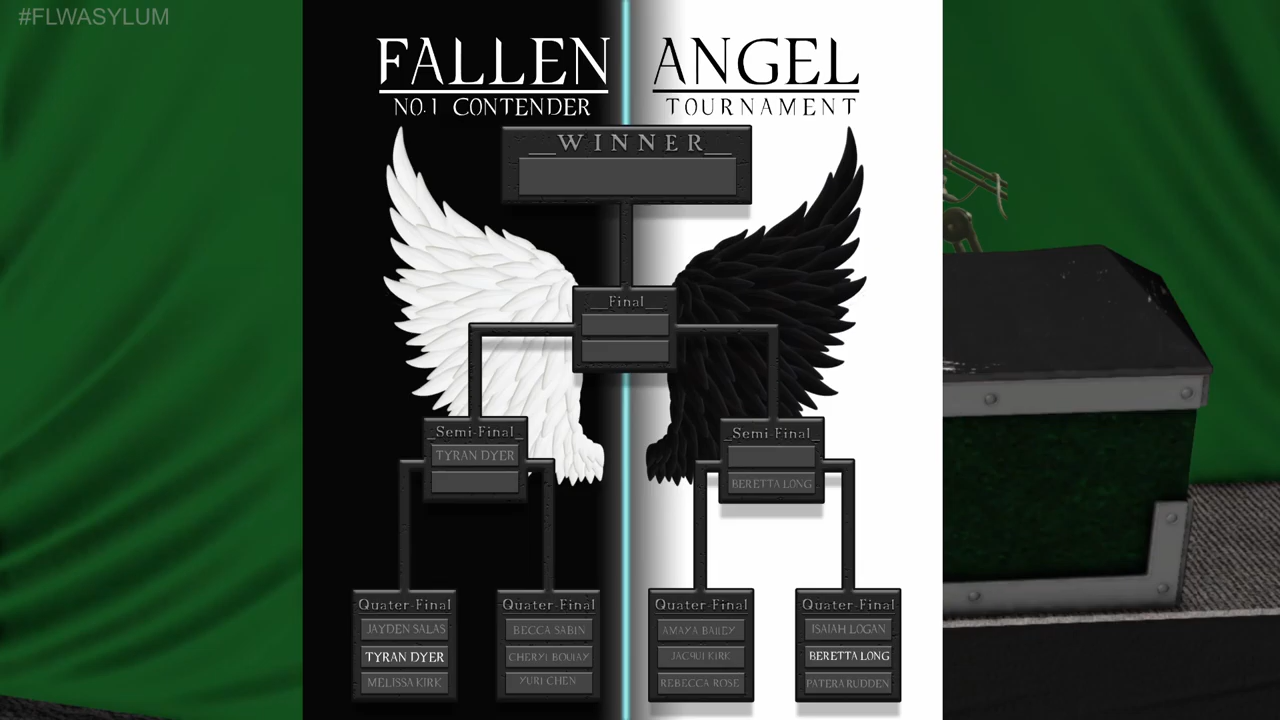 #FLWASYLUM
FALLEN ANGEL
NO.1 CONTENDER TOURNAMENT
WINNER
Final
Semi-Final
TYRAN DYER
Semi-Final
BERETTA LONG
Quater-Final
JAYDEN SALAS
TYRAN DYER
MELISSA KIRK
Quater-Final
BECCA SABIN
CHERYL BOUIAY
YURI CHEN
Quater-Final
AMAYA BAILEY
JACQUI KIRK
REBECCA ROSE
Quater-Final
ISAIAH LOGAN
BERETTA LONG
PATERA RUDDEN